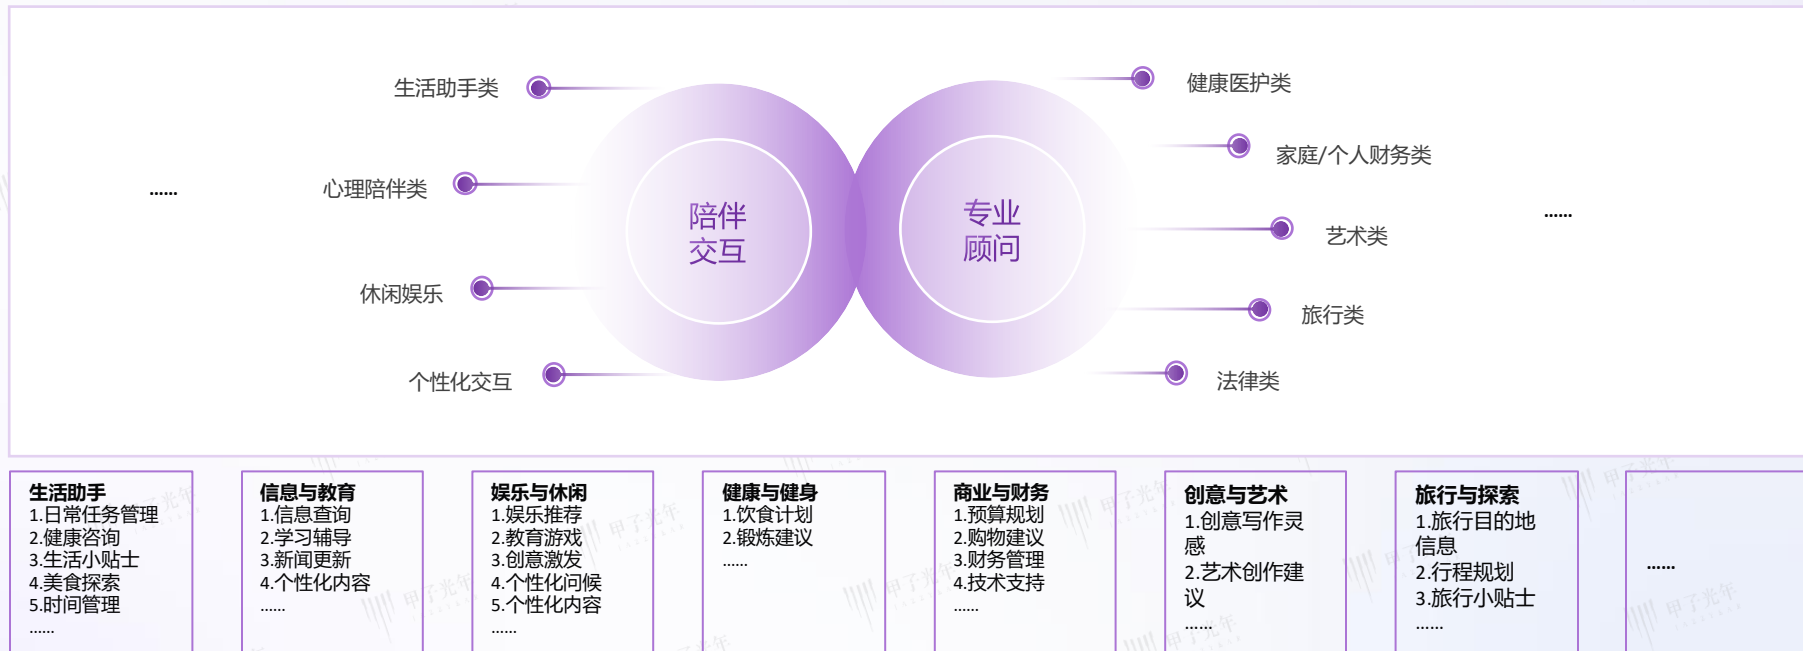 生活助手类
心理陪伴类
......
休闲娱乐
个性化交互
陪伴
交互
专业
顾问
健康医护类
家庭/个人财务类
艺术类
......
旅行类
法律类
生活助手
1.日常任务管理
2.健康咨询
3.生活小贴士
4.美食探索
5.时间管理
......
信息与教育
1.信息查询
2.学习辅导
3.新闻更新
4.个性化内容
......
娱乐与休闲
1.娱乐推荐
2.教育游戏
3.创意激发
4.个性化问候
5.个性化内容
......
健康与健身
1.饮食计划
2.锻炼建议
......
商业与财务
1.预算规划
2.购物建议
3.财务管理
4.技术支持
......
创意与艺术
1.创意写作灵
感
2.艺术创作建
议
......
旅行与探索
1.旅行目的地
信息
2.行程规划
3.旅行小贴士
......
......
甲子光年